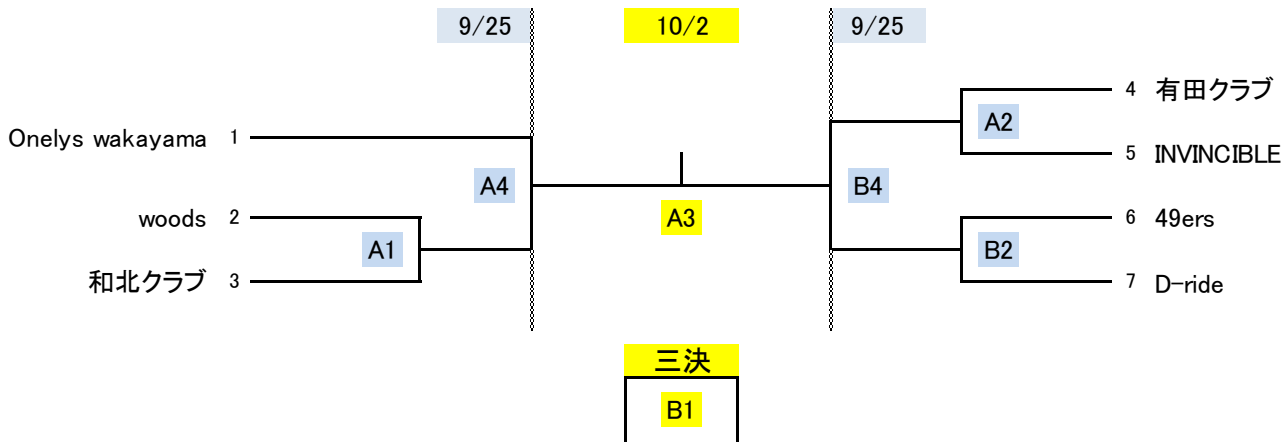 9/25
10/2
9/25
4 有田クラブ
A2
Onelys wakayama 1
5 INVINCIBLE
A4
B4
woods 2
A3
6 49ers
A1
B2
和北クラブ 3
7 D-ride
三決
B1